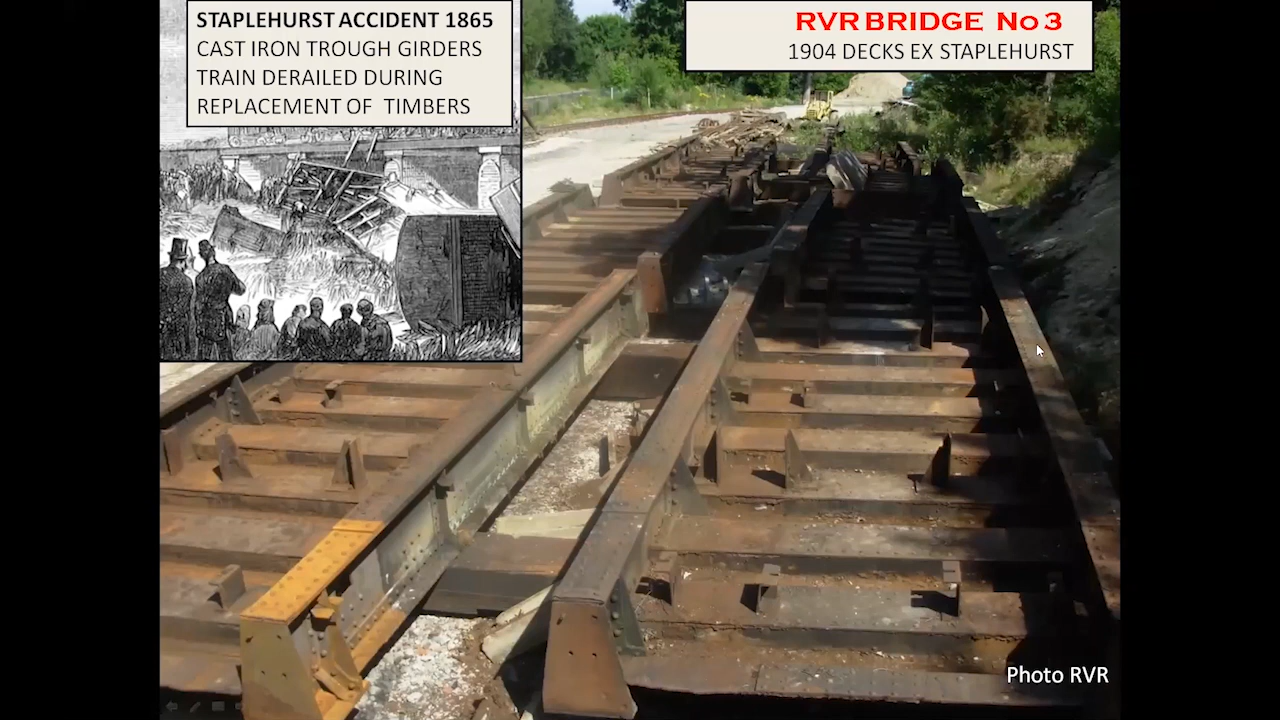 STAPLEHURST ACCIDENT 1865
CAST IRON TROUGH GIRDERS
TRAIN DERAILED DURING
REPLACEMENT OF TIMBERS
RVR BRIDGE No 3
1904 DECKS EX STAPLEHURST
Photo RVR